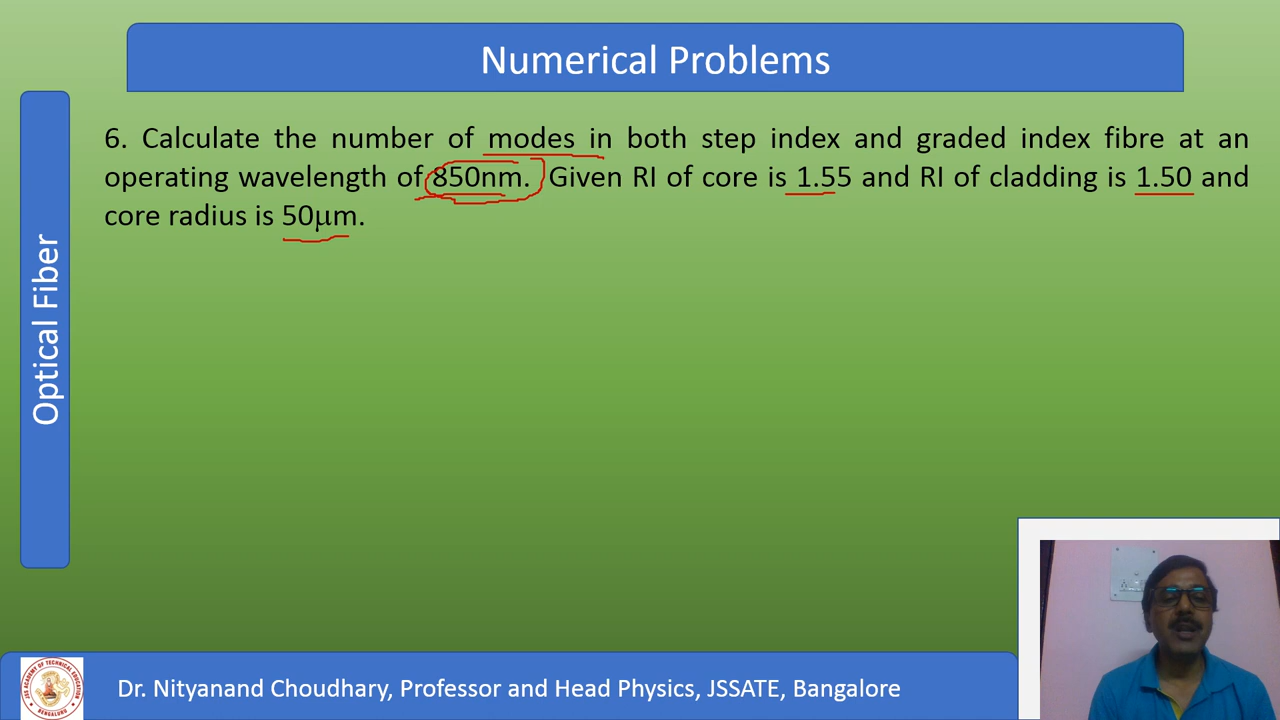 Numerical Problems
Optical Fiber
6. Calculate the number of modes in both step index and graded index fibre at an
operating wavelength of 850nm. Given RI of core is 1.55 and RI of cladding is 1.50 and
core radius is 50μm.
Dr. Nityanand Choudhary, Professor and Head Physics, JSSATE, Bangalore